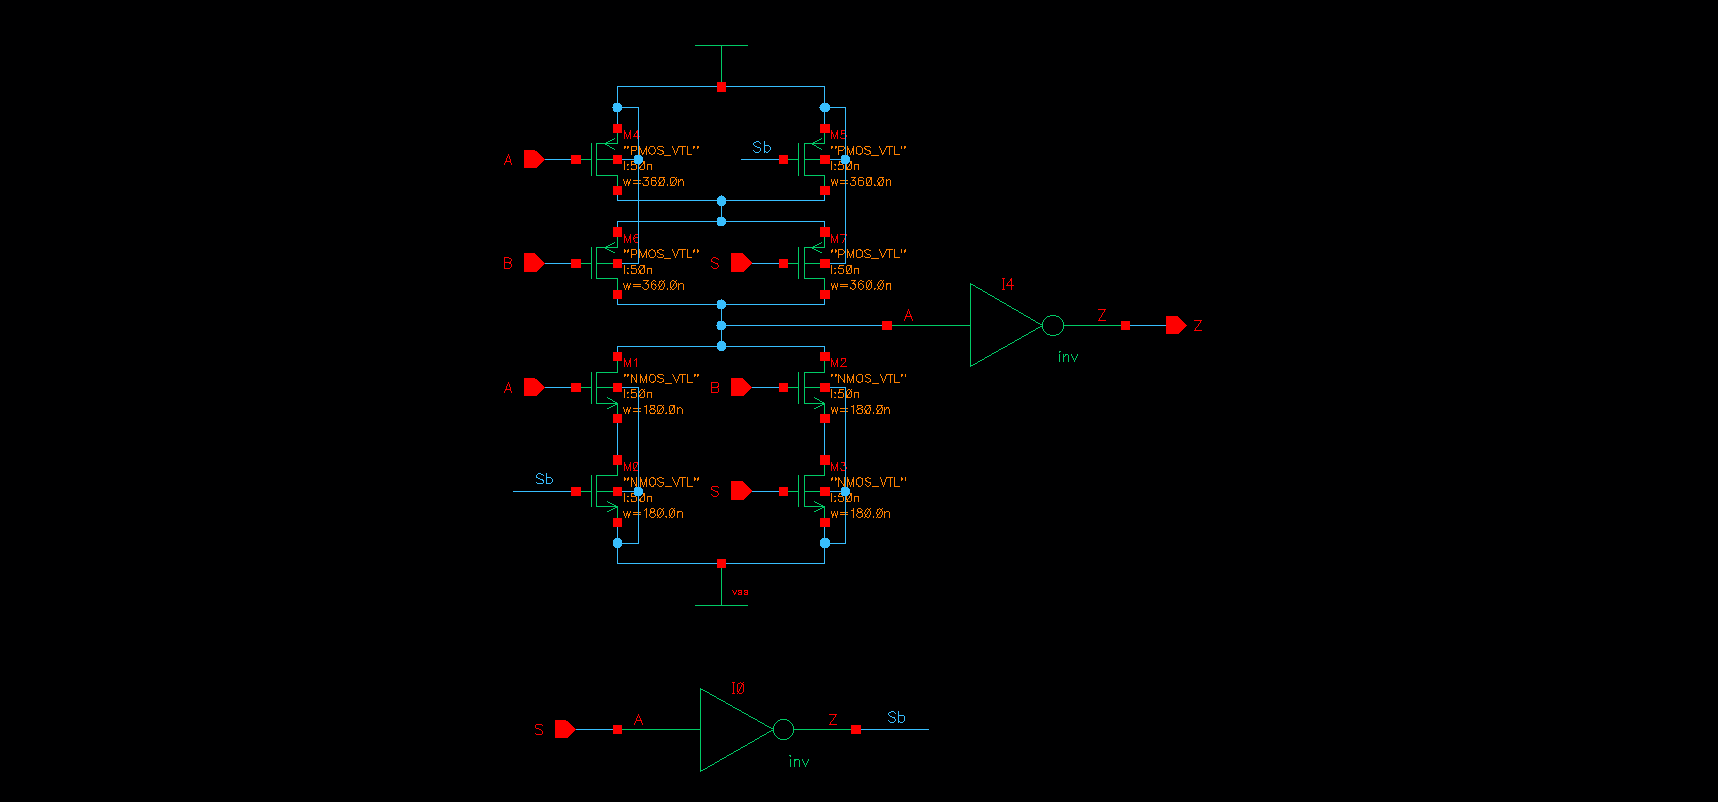 A
M4
"PMOS_VTL"
l:50n
w=360.0n
Sb
M5
"PMOS_VTL"
l:50n
w=360.0n
B
M6
"PMOS_VTL"
l:50n
w=360.0n
S
M7
"PMOS_VTL"
l:50n
w=360.0n
I4
A
Z
Z
inv
A
M1
"NMOS_VTL"
l:50n
w=180.0n
B
M2
"NMOS_VTL"
l:50n
w=180.0n
Sb
M0
"NMOS_VTL"
l:50n
w=180.0n
S
M3
"NMOS_VTL"
l:50n
w=180.0n
vss
I0
S
A
Z
Sb
inv